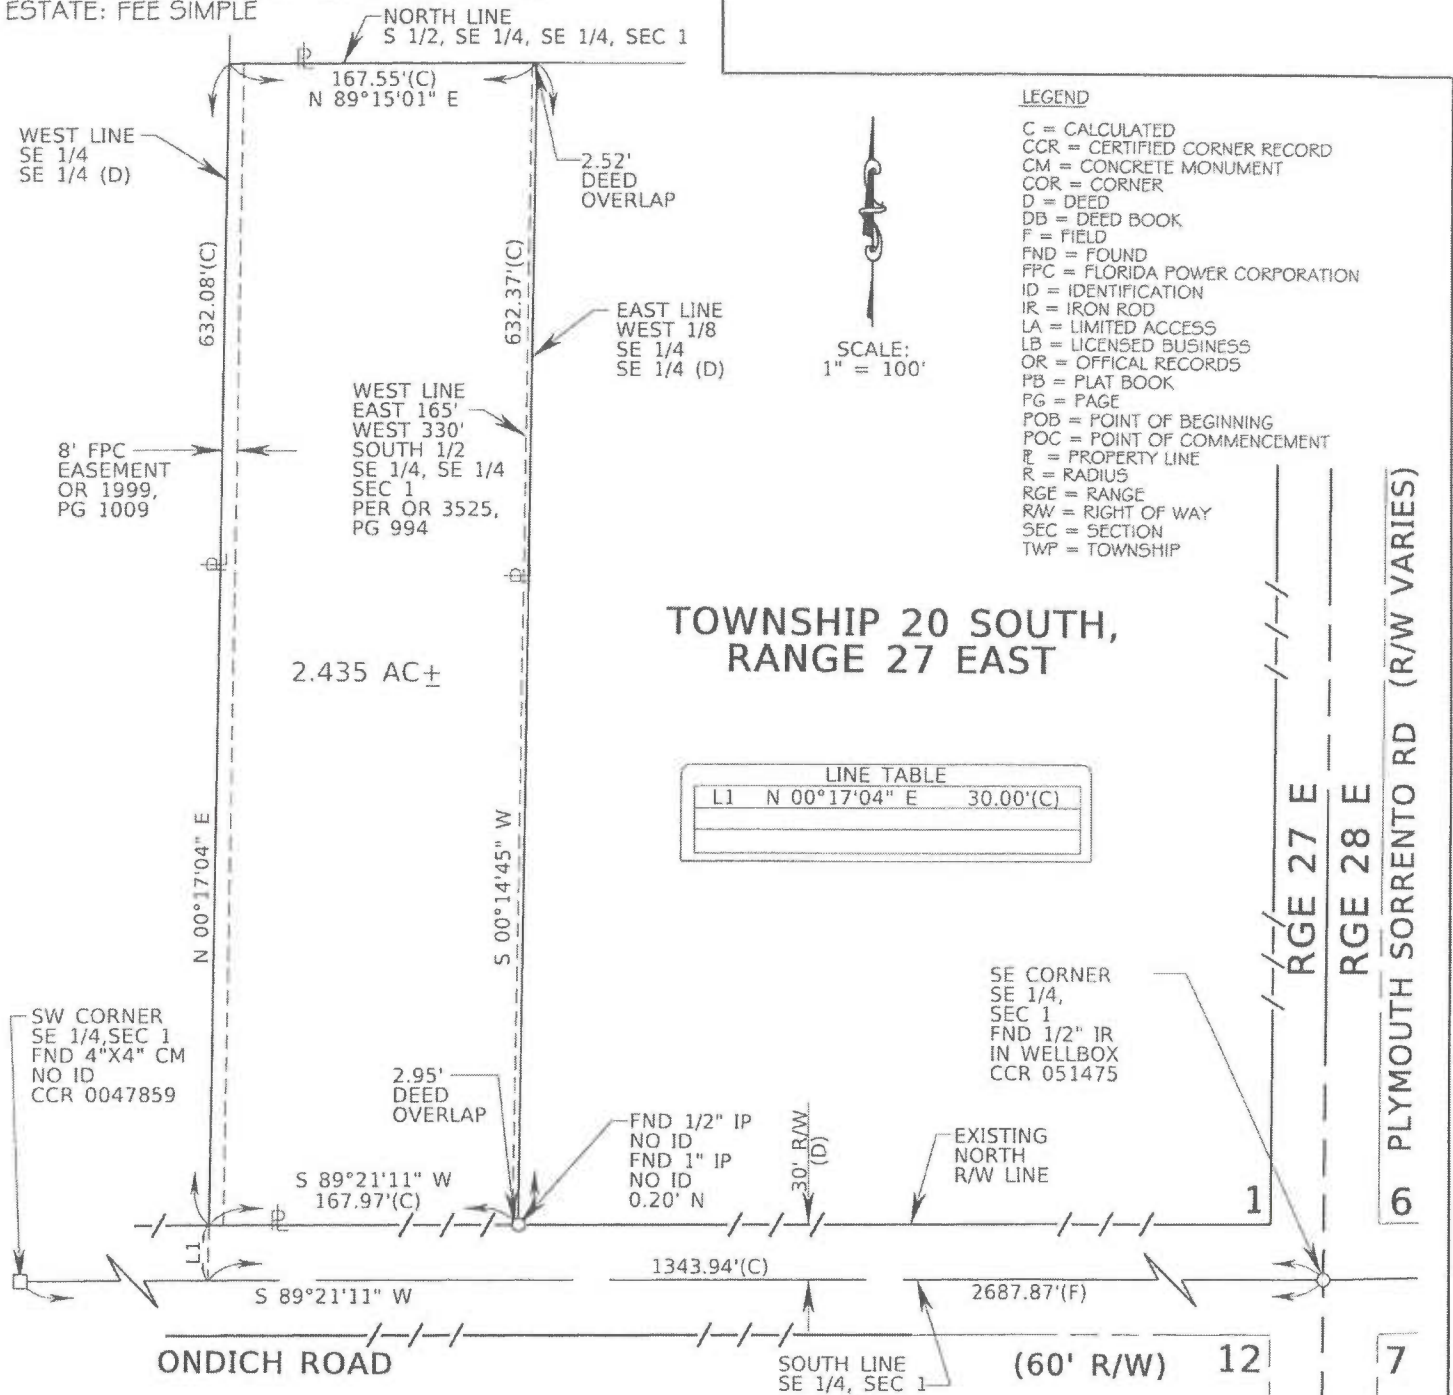 ESTATE: FEE SIMPLE
NORTH LINE
S 1/2, SE 1/4, SE 1/4, SEC 1
167.55'(C)
N 89°15'01" E
WEST LINE
SE 1/4
SE 1/4 (D)
2.52'
DEED
OVERLAP
632.08'(C)
632.37'(C)
EAST LINE
WEST 1/8
SE 1/4
SE 1/4 (D)
WEST LINE
EAST 165'
WEST 330'
SOUTH 1/2
SE 1/4, SE 1/4
SEC 1
PER OR 3525,
PG 994
8' FPC
EASEMENT
OR 1999,
PG 1009
2.435 AC±
N 00°17'04" E
S 00°14'45" W
SCALE:
1" = 100'
LEGEND
C = CALCULATED
CCR = CERTIFIED CORNER RECORD
CM = CONCRETE MONUMENT
COR = CORNER
D = DEED
DB = DEED BOOK
F = FIELD
FND = FOUND
FPC = FLORIDA POWER CORPORATION
ID = IDENTIFICATION
IR = IRON ROD
LA = LIMITED ACCESS
LB = LICENSED BUSINESS
OR = OFFICAL RECORDS
PB = PLAT BOOK
PG = PAGE
POB = POINT OF BEGINNING
POC = POINT OF COMMENCEMENT
PL = PROPERTY LINE
R = RADIUS
RGE = RANGE
R/W = RIGHT OF WAY
SEC = SECTION
TWP = TOWNSHIP
TOWNSHIP 20 SOUTH,
RANGE 27 EAST
LINE TABLE
L1 N 00°17'04" E 30.00'(C)
RGE 27 E
RGE 28 E
PLYMOUTH SORRENTO RD (R/W VARIES)
SW CORNER
SE 1/4,SEC 1
FND 4"X4" CM
NO ID
CCR 0047859
2.95'
DEED
OVERLAP
FND 1/2" IP
NO ID
FND 1" IP
NO ID
0.20' N
SE CORNER
SE 1/4,
SEC 1
FND 1/2" IR
IN WELLBOX
CCR 051475
30' R/W
(D)
EXISTING
NORTH
R/W LINE
S 89°21'11" W
167.97'(C)
1
6
L1
1343.94'(C)
S 89°21'11" W
2687.87'(F)
ONDICH ROAD
SOUTH LINE
SE 1/4, SEC 1
(60' R/W)
12
7